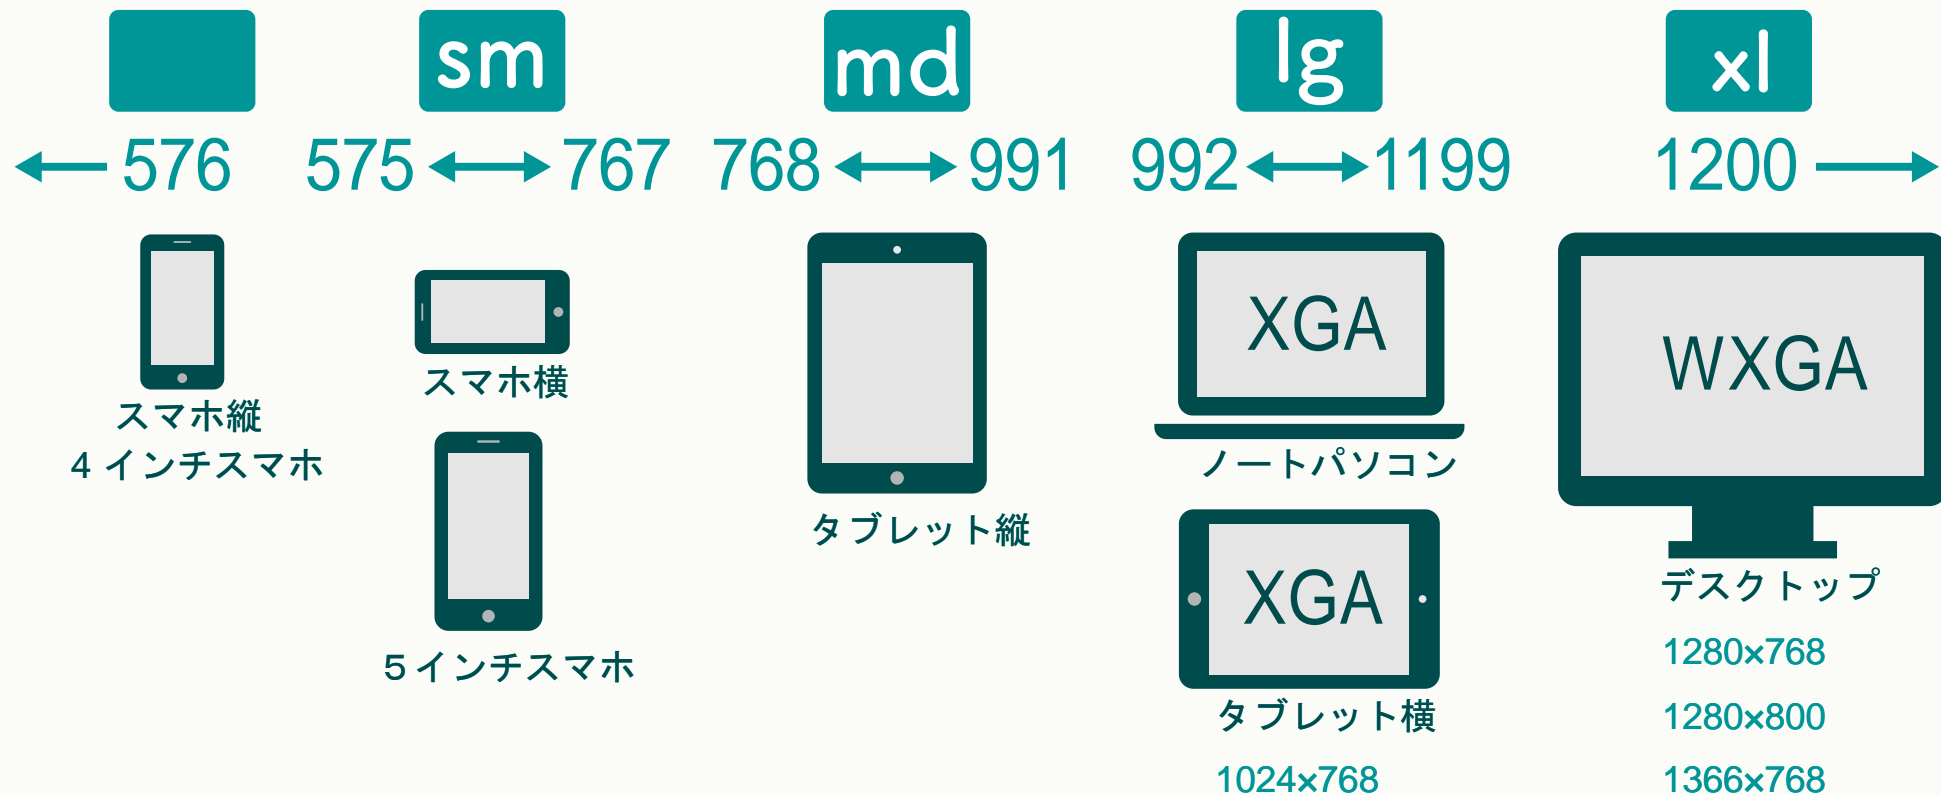 sm
md
lg
xl
576
575 767
768 991
992 1199
1200
スマホ縦
4インチスマホ
スマホ横
5インチスマホ
タブレット縦
XGA
ノートパソコン
XGA
タブレット横
1024×768
WXGA
デスクトップ
1280×768
1280×800
1366×768